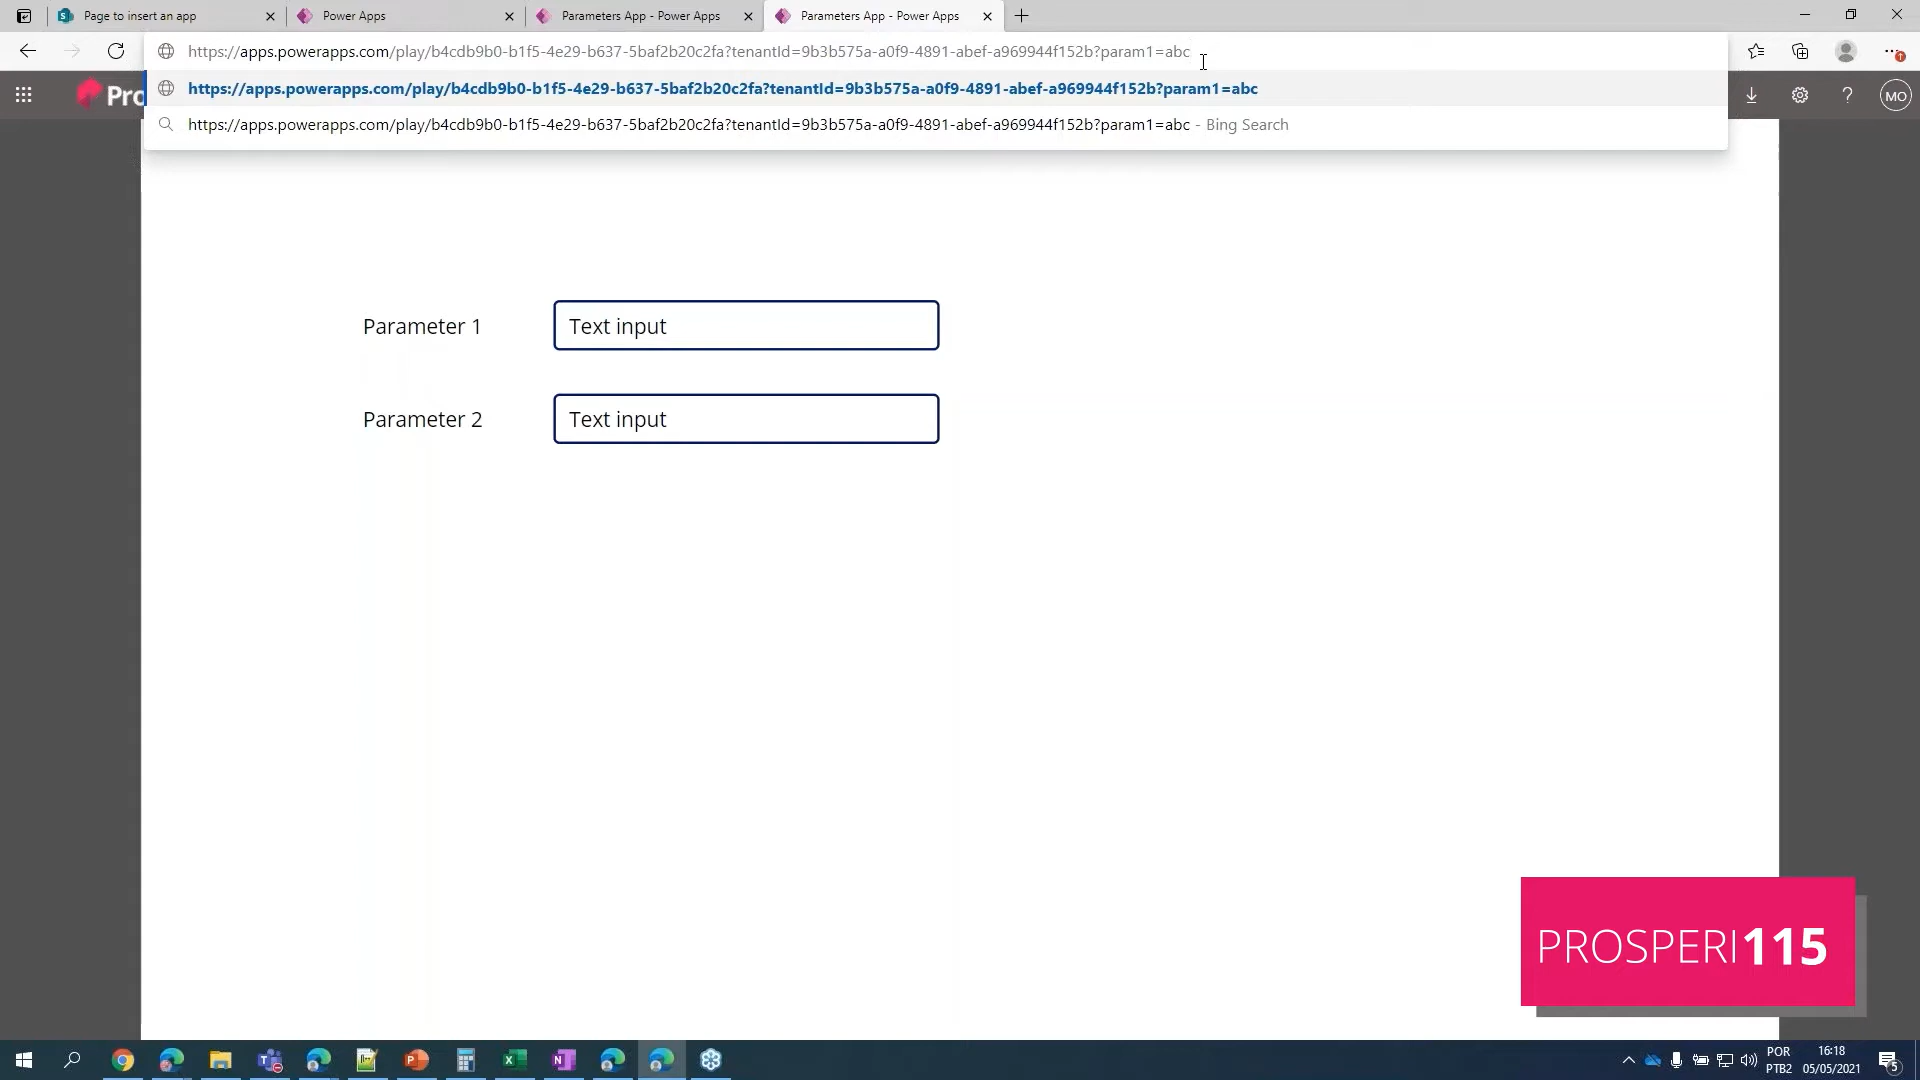 Page to insert an app
Power Apps
Parameters App - Power Apps
Parameters App - Power Apps
https://apps.powerapps.com/play/b4cdb9b0-b1f5-4e29-b637-5baf2b20c2fa?tenantId=9b3b575a-a0f9-4891-abef-a969944f152b?param1=abc
Pro
https://apps.powerapps.com/play/b4cdb9b0-b1f5-4e29-b637-5baf2b20c2fa?tenantId=9b3b575a-a0f9-4891-abef-a969944f152b?param1=abc
MO
https://apps.powerapps.com/play/b4cdb9b0-b1f5-4e29-b637-5baf2b20c2fa?tenantId=9b3b575a-a0f9-4891-abef-a969944f152b?param1=abc - Bing Search
Parameter 1
Text input
Parameter 2
Text input
PROSPERI115
POR
PTB2
16:18
05/05/2021
5